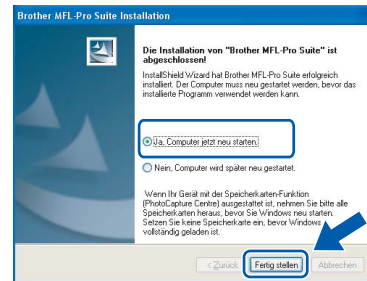 Brother MFL-Pro Suite Installation
Die Installation von "Brother MFL-Pro Suite" ist
abgeschlossen!
InstallShield Wizard hat Brother MFL-Pro Suite erfolgreich
installiert. Der Computer muss neu gestartet werden, bevor das
installierte Programm verwendet werden kann.
Ja, Computer jetzt neu starten.
Nein, Computer wird später neu gestartet.
Wenn Ihr Gerät mit der Speicherkarten-Funktion
(PhotoCapture Centre) ausgestattet ist, nehmen Sie bitte alle
Speicherkarten heraus, bevor Sie Windows neu starten.
Setzen Sie keine Speicherkarte ein, bevor Windows
vollständig geladen ist.
< Zurück
Fertig stellen
Abbrechen